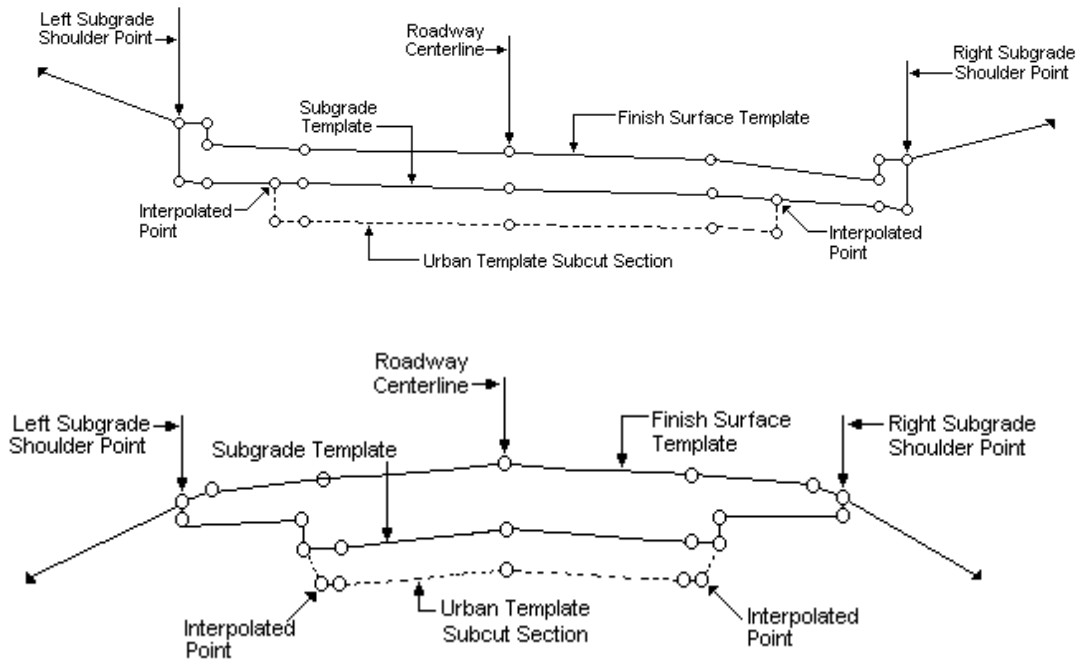 Left Subgrade
Shoulder Point
Roadway
Centerline
Right Subgrade
Shoulder Point
Subgrade
Template
Finish Surface Template
Interpolated
Point
Interpolated
Point
Urban Template Subcut Section
Roadway
Centerline
Left Subgrade
Shoulder Point
Finish Surface
Template
Right Subgrade
Shoulder Point
Subgrade Template
Interpolated
Point
Urban Template
Subcut Section
Interpolated
Point